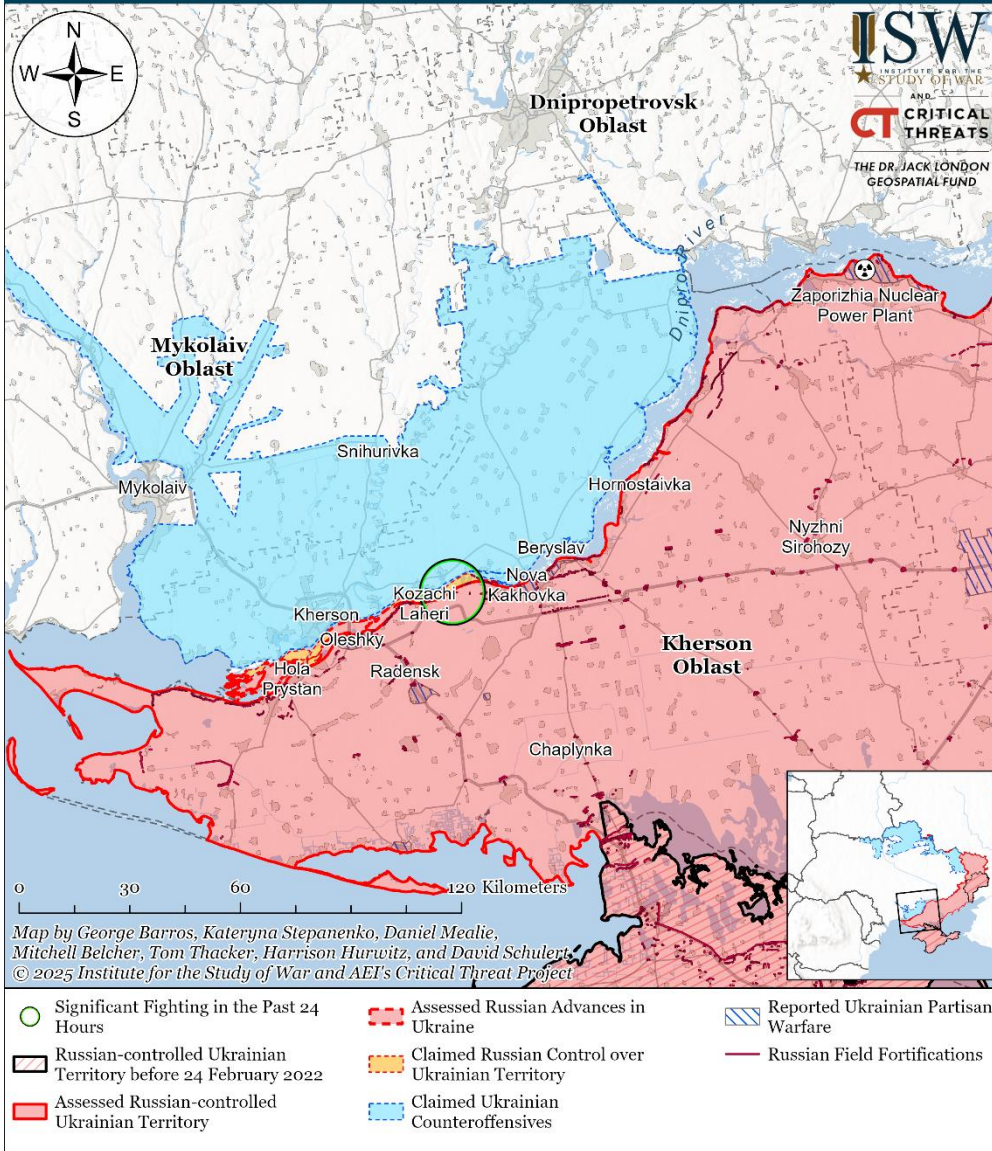 N
W
E
S
ISW
INSTITUTE FOR THE
STUDY OF WAR
AND
CT CRITICAL
THREATS
THE DR. JACK LONDON
GEOSPATIAL FUND
Dnipropetrovsk
Oblast
Dnipro River
Zaporizhia Nuclear
Power Plant
Mykolaiv
Oblast
Snihurivka
Mykolaiv
Hornostaivka
Nyzhni
Sirohozy
Beryslav
Nova
Kakhovka
Kozachi
Laheri
Kherson
Oleshky
Kherson
Oblast
Hola
Prystan
Radensk
Chaplynka
0 30 60 120 Kilometers
Map by George Barros, Kateryna Stepanenko, Daniel Mealie,
Mitchell Belcher, Tom Thacker, Harrison Hurwitz, and David Schulert
© 2025 Institute for the Study of War and AEI's Critical Threat Project
Significant Fighting in the Past 24
Hours
Russian-controlled Ukrainian
Territory before 24 February 2022
Assessed Russian-controlled
Ukrainian Territory
Assessed Russian Advances in
Ukraine
Claimed Russian Control over
Ukrainian Territory
Claimed Ukrainian
Counteroffensives
Reported Ukrainian Partisan
Warfare
Russian Field Fortifications